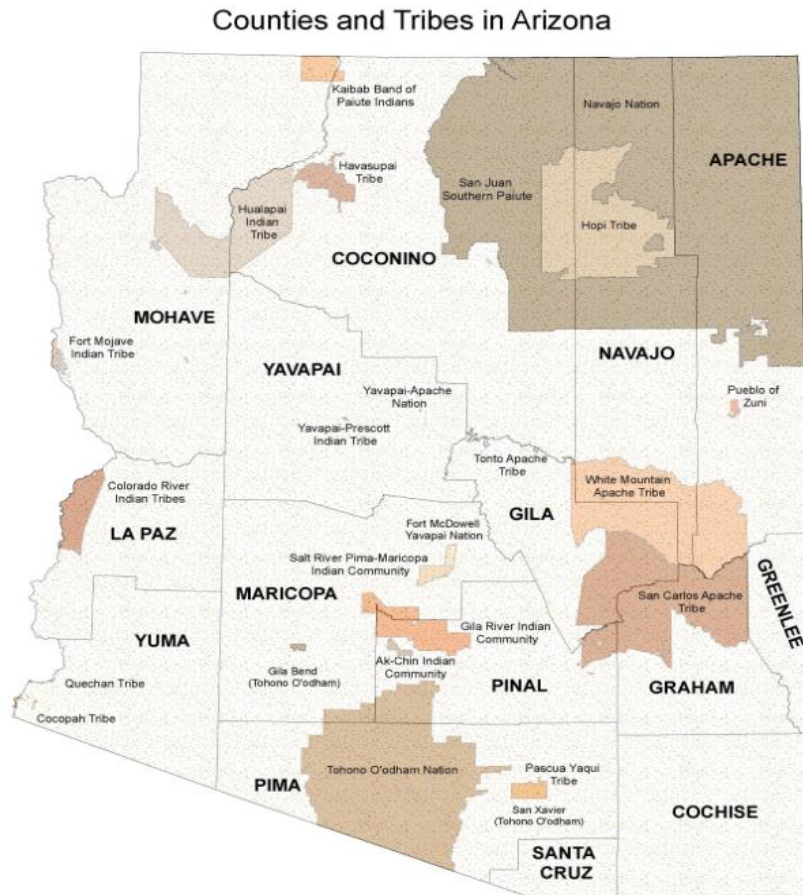 Counties and Tribes in Arizona
Kaibab Band of
Paiute Indians
Navajo Nation
APACHE
Havasupai
Tribe
San Juan
Southern Paiute
Hualapai
Indian
Tribe
Hopi Tribe
COCONINO
MOHAVE
Fort Mojave
Indian Tribe
NAVAJO
YAVAPAI
Yavapai-Apache
Nation
Pueblo of
Zuni
Yavapai-Prescott
Indian Tribe
Tonto Apache
Tribe
White Mountain
Apache Tribe
Colorado River
Indian Tribes
GILA
LA PAZ
Fort McDowell
Yavapai Nation
Salt River Pima-Maricopa
Indian Community
MARICOPA
San Carlos Apache
Tribe
GREENLEE
YUMA
Gila River Indian
Community
Ak-Chin Indian
Community
Gila Bend
(Tohono O'odham)
Quechan Tribe
PINAL
GRAHAM
Cocopah Tribe
Tohono O'odham Nation
Pascua Yaqui
Tribe
PIMA
San Xavier
(Tohono O'odham)
COCHISE
SANTA
CRUZ